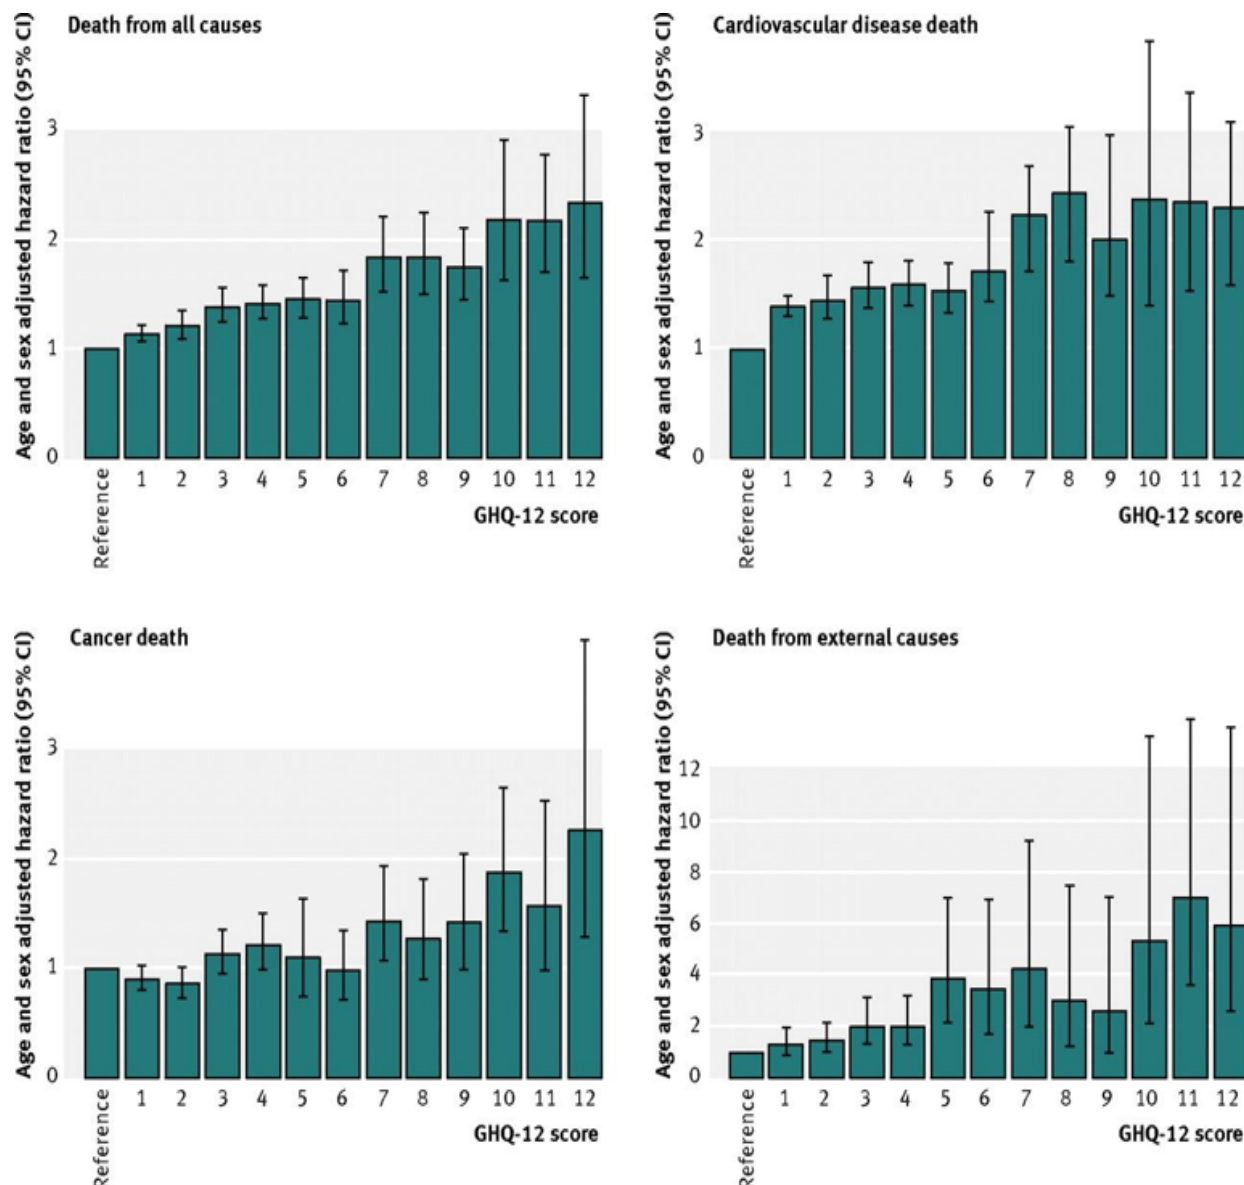 Death from all causes
Age and sex adjusted hazard ratio (95% CI)
3
2
1
0
Reference 1 2 3 4 5 6 7 8 9 10 11 12
GHQ-12 score
Cardiovascular disease death
Age and sex adjusted hazard ratio (95% CI)
3
2
1
0
Reference 1 2 3 4 5 6 7 8 9 10 11 12
GHQ-12 score
Cancer death
Age and sex adjusted hazard ratio (95% CI)
3
2
1
0
Reference 1 2 3 4 5 6 7 8 9 10 11 12
GHQ-12 score
Death from external causes
Age and sex adjusted hazard ratio (95% CI)
12
10
8
6
4
2
0
Reference 1 2 3 4 5 6 7 8 9 10 11 12
GHQ-12 score